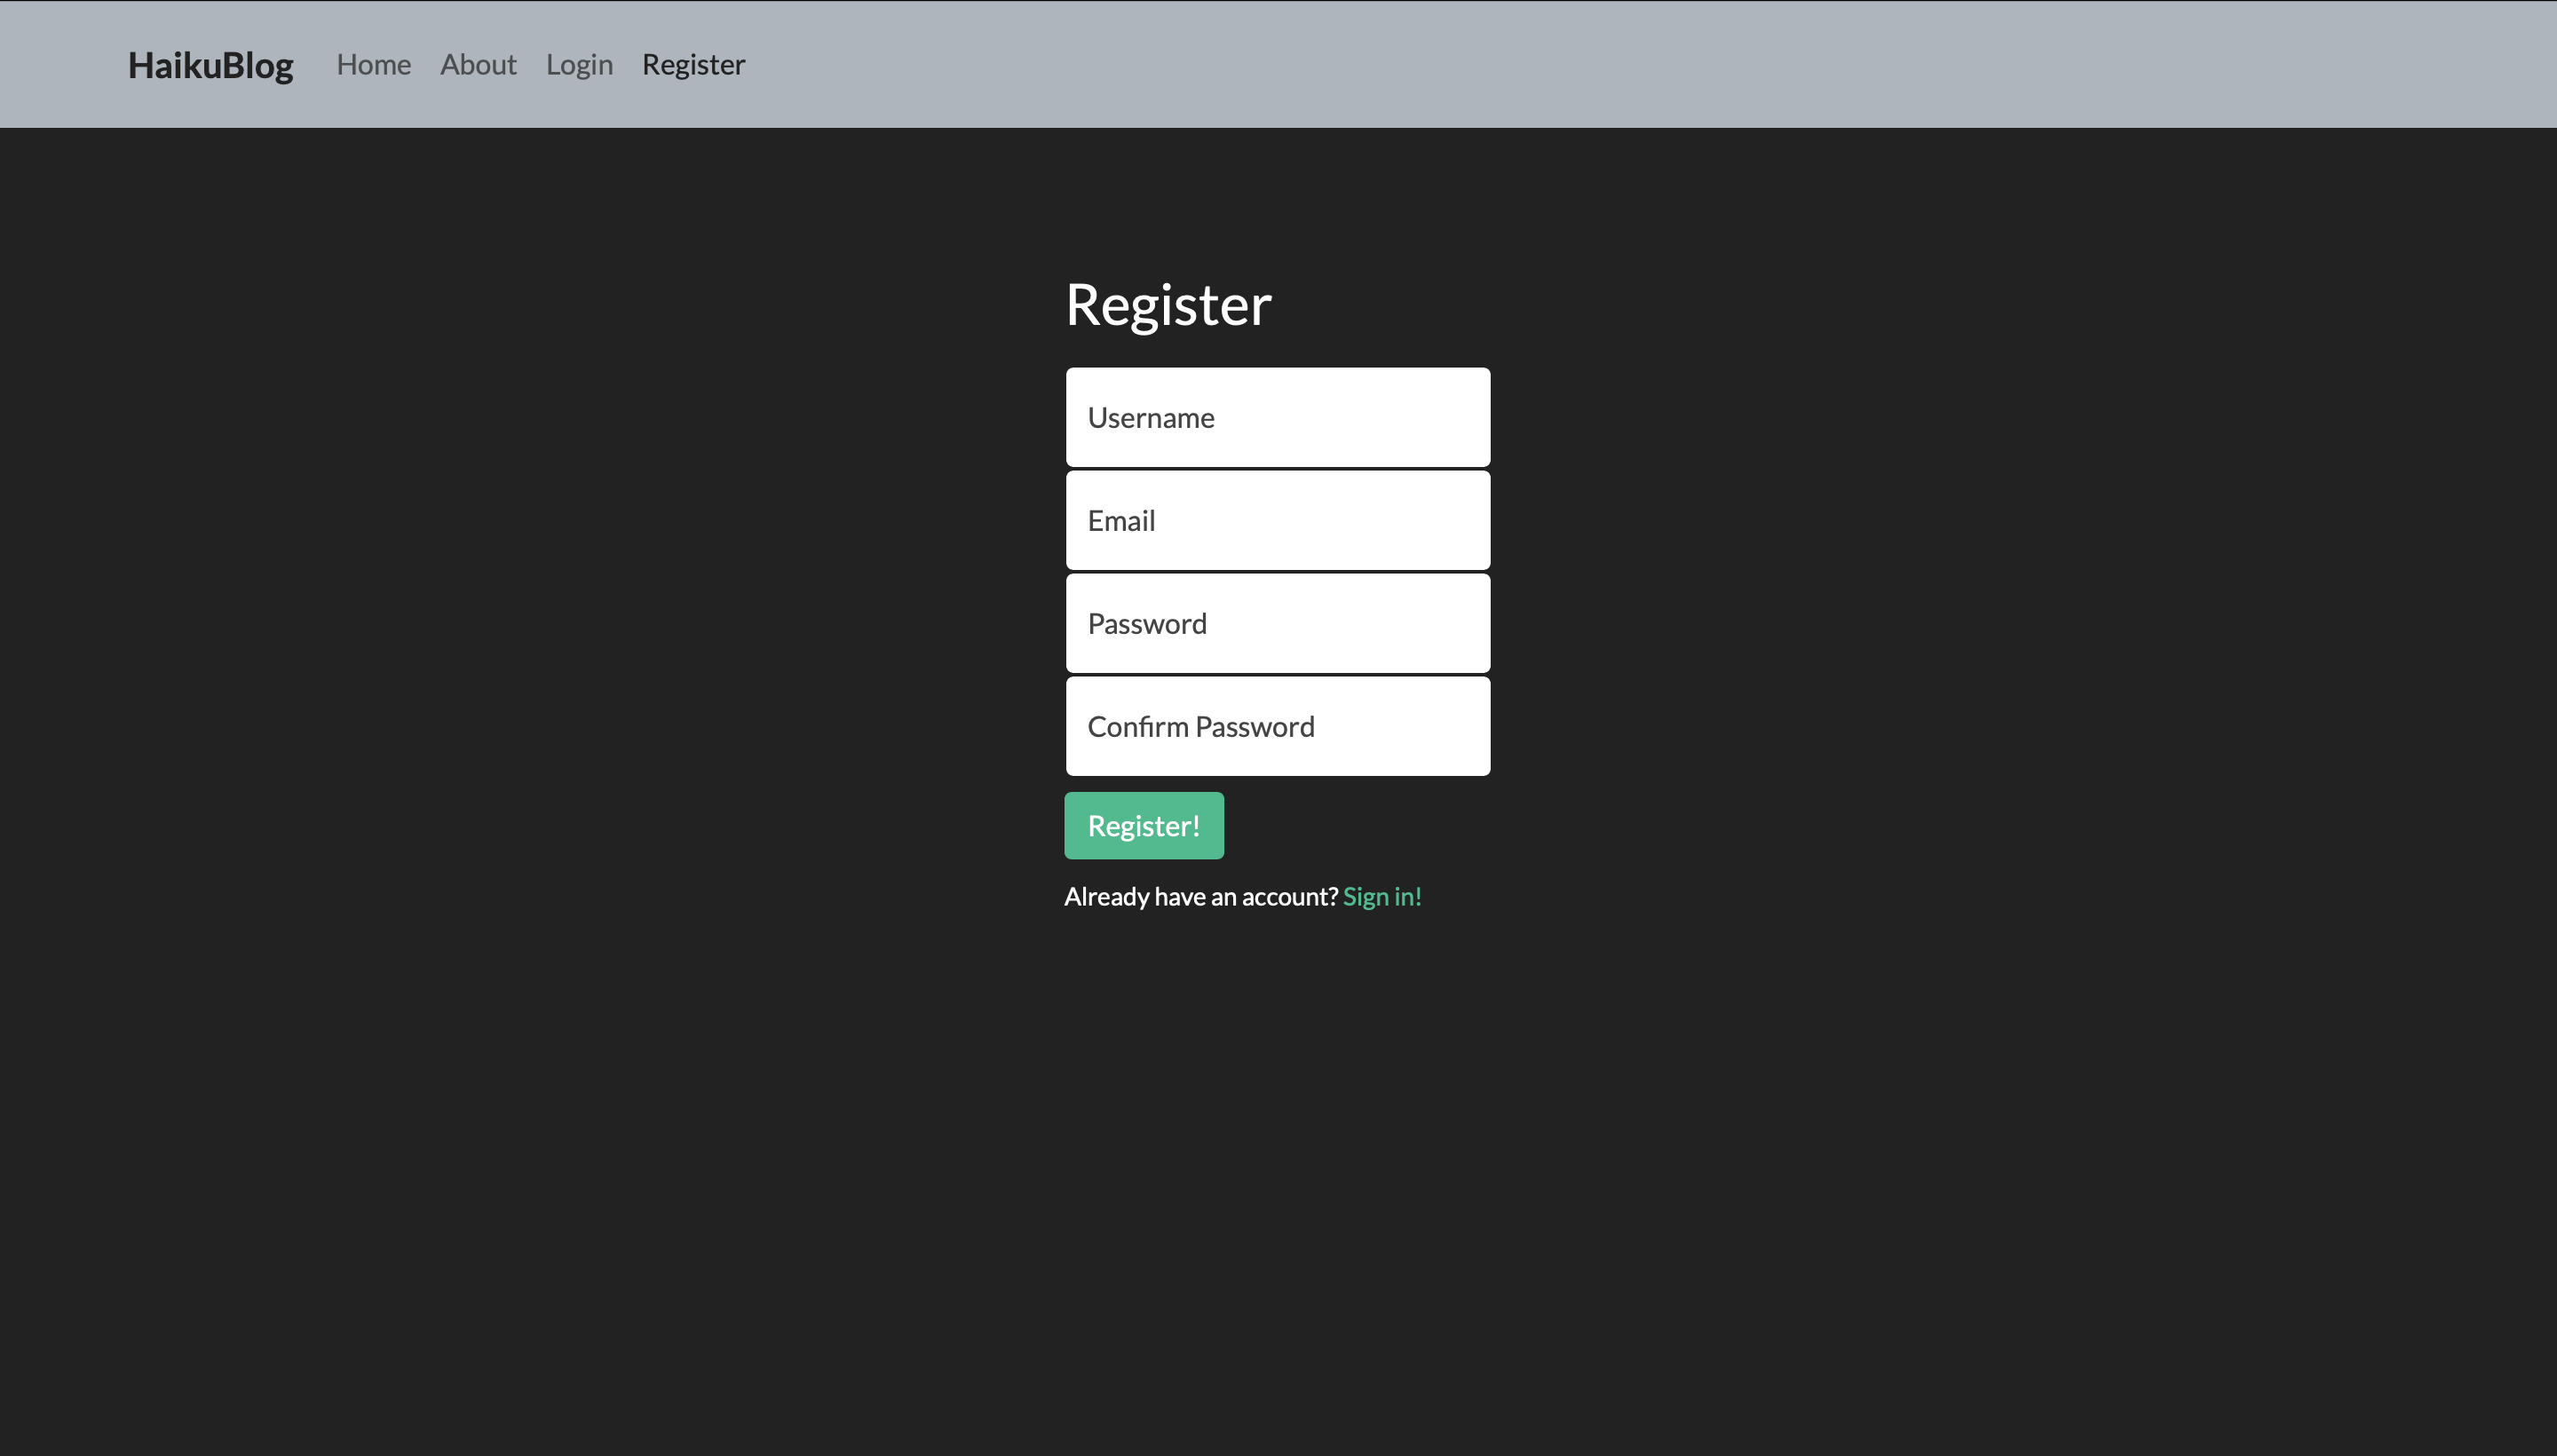 HaikuBlog Home About Login Register
Register
Username
Email
Password
Confirm Password
Register!
Already have an account? Sign in!